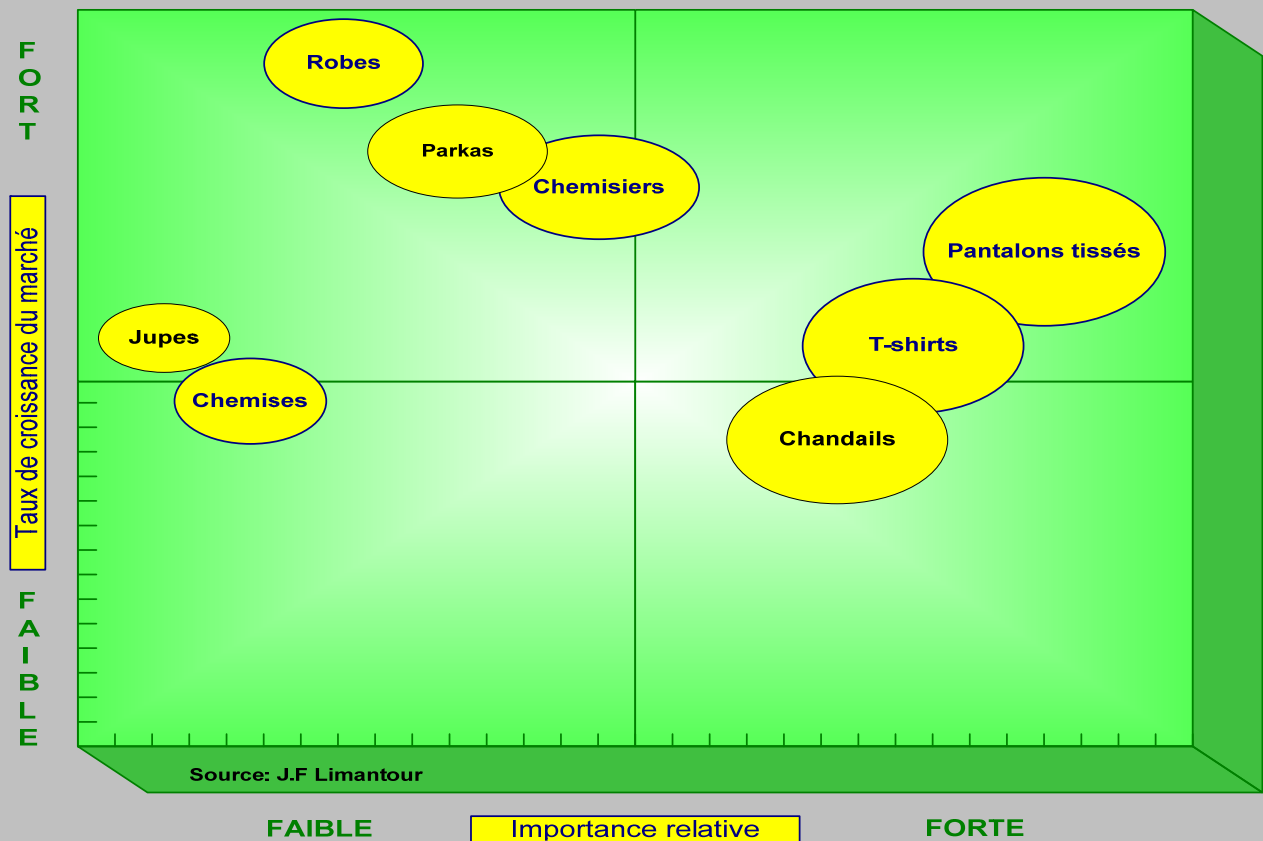 FORT
Taux de croissance du marché
FAIBLE
Robes
Parkas
Chemisiers
Pantalons tissés
Jupes
T-shirts
Chemises
Chandails
Source: J.F Limantour
FAIBLE
Importance relative
FORTE